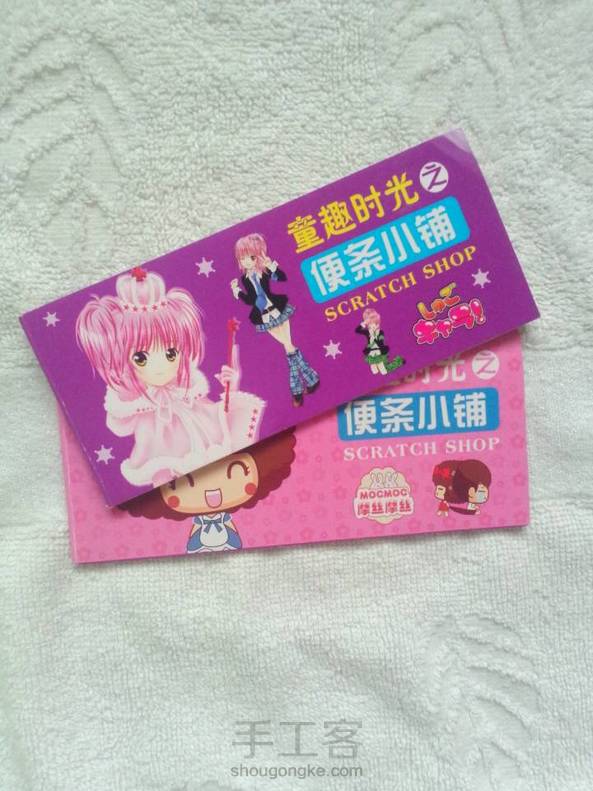 童趣时光之
便条小铺
SCRATCH SHOP
しゅご
キャラ!
趣时光之
便条小铺
SCRATCH SHOP
MOCMOC
摩丝摩丝
手工客
shougongke.com